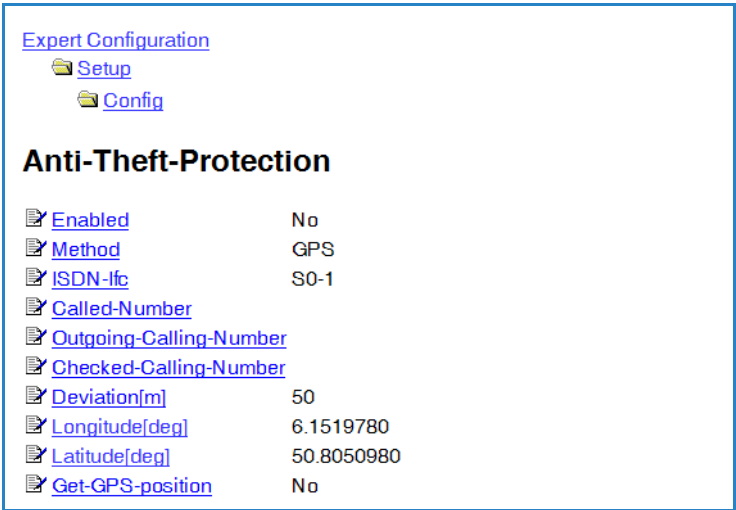 Expert Configuration
Setup
Config
Anti-Theft-Protection
Enabled No
Method GPS
ISDN-Ifc S0-1
Called-Number
Outgoing-Calling-Number
Checked-Calling-Number
Deviation[m] 50
Longitude[deg] 6.1519780
Latitude[deg] 50.8050980
Get-GPS-position No